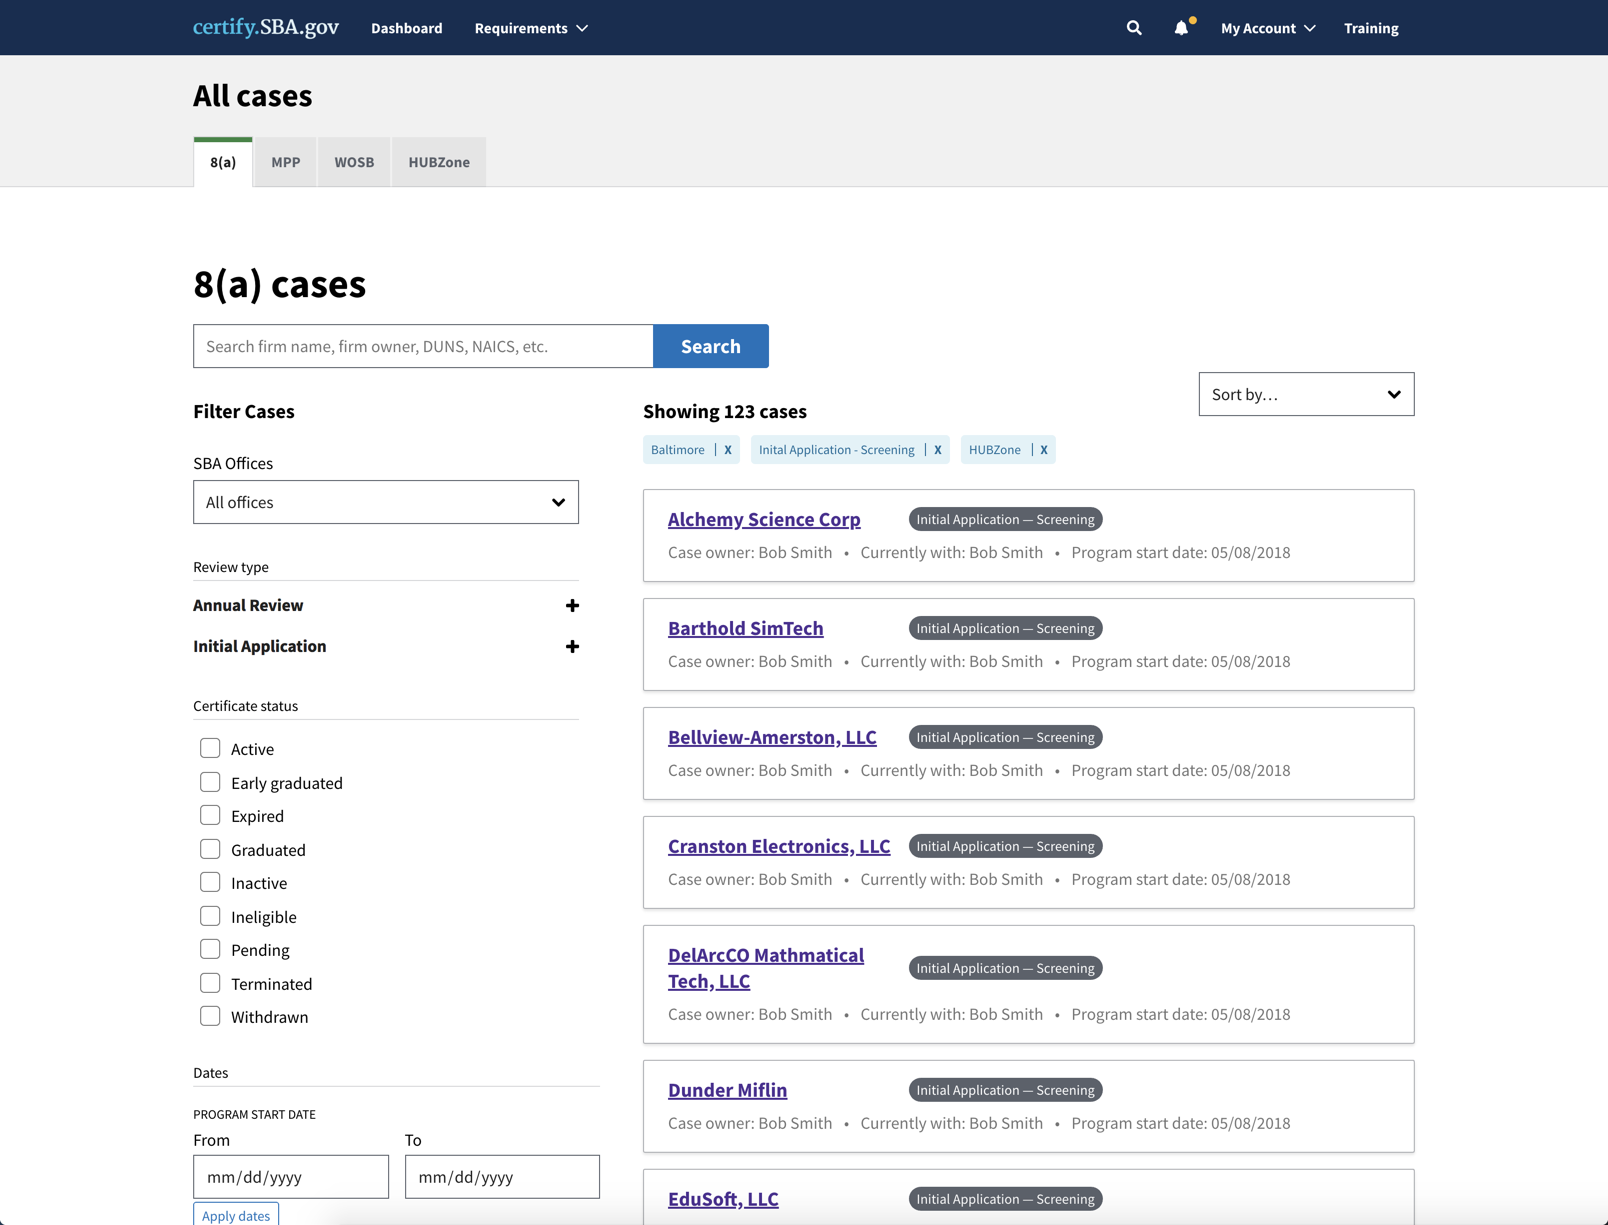 certify.SBA.gov Dashboard Requirements My Account Training
All cases
8(a) MPP WOSB HUBZone
8(a) cases
Search firm name, firm owner, DUNS, NAICS, etc. Search
Sort by...
Filter Cases
SBA Offices
All offices
Review type
Annual Review
Initial Application
Certificate status
Active
Early graduated
Expired
Graduated
Inactive
Ineligible
Pending
Terminated
Withdrawn
Dates
PROGRAM START DATE
From To
mm/dd/yyyy mm/dd/yyyy
Apply dates
Showing 123 cases
Baltimore | X Inital Application - Screening | X HUBZone | X
Alchemy Science Corp Initial Application — Screening
Case owner: Bob Smith • Currently with: Bob Smith • Program start date: 05/08/2018
Barthold SimTech Initial Application — Screening
Case owner: Bob Smith • Currently with: Bob Smith • Program start date: 05/08/2018
Bellview-Amerston, LLC Initial Application — Screening
Case owner: Bob Smith • Currently with: Bob Smith • Program start date: 05/08/2018
Cranston Electronics, LLC Initial Application — Screening
Case owner: Bob Smith • Currently with: Bob Smith • Program start date: 05/08/2018
DelArcCO Mathmatical
Tech, LLC Initial Application — Screening
Case owner: Bob Smith • Currently with: Bob Smith • Program start date: 05/08/2018
Dunder Miflin Initial Application — Screening
Case owner: Bob Smith • Currently with: Bob Smith • Program start date: 05/08/2018
EduSoft, LLC Initial Application — Screening